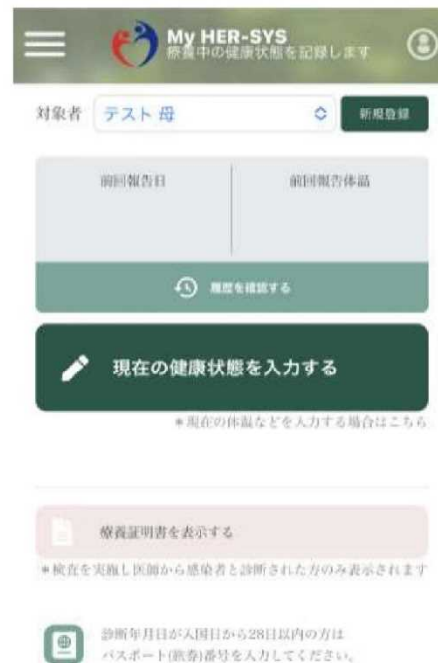 My HER-SYS
療養中の健康状態を記録します
対象者 テスト 母 新規登録
前回報告日 前回報告体温
履歴を確認する
現在の健康状態を入力する
*現在の体温などを入力する場合はこちら
療養証明書を表示する
*検査を実施し医師から感染者と診断された方のみ表示されます
診断年月日が入国日から28日以内の方は
パスポート(旅券)番号を入力してください。